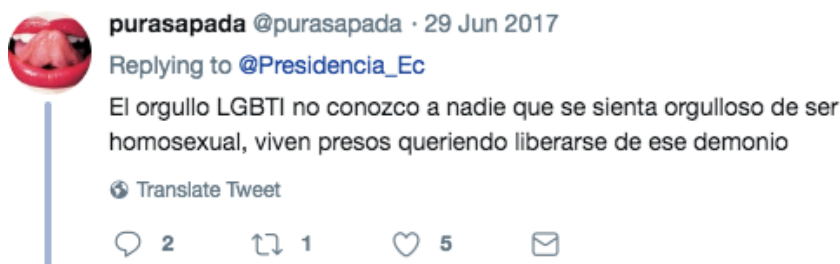 purasapada @purasapada · 29 Jun 2017
Replying to @Presidencia_Ec
El orgullo LGBTI no conozco a nadie que se sienta orgulloso de ser
homosexual, viven presos queriendo liberarse de ese demonio
Translate Tweet
2 1 5